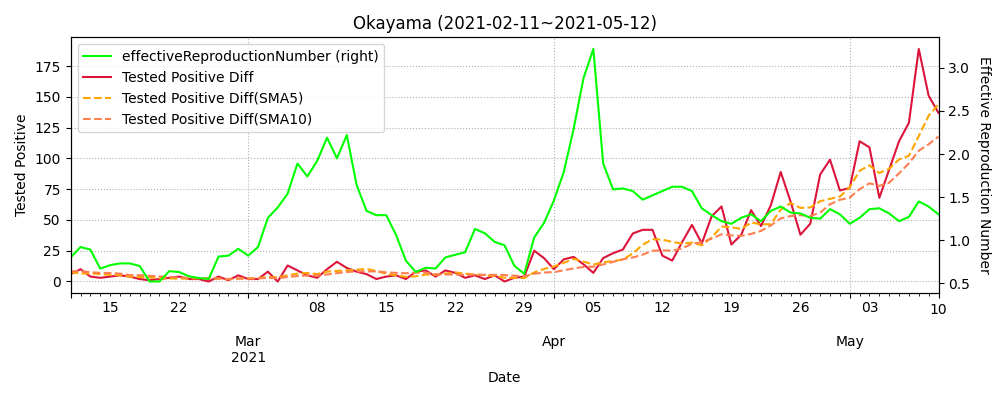 Okayama (2021-02-11~2021-05-12)
effectiveReproductionNumber (right)
Tested Positive Diff
Tested Positive Diff(SMA5)
Tested Positive Diff(SMA10)
Tested Positive
175
150
125
100
75
50
25
0
3.0
2.5
2.0
1.5
1.0
0.5
Effective Reproduction Number
15 22 08 15 22 29 05 12 19 26 03 10
Mar Apr May
2021
Date